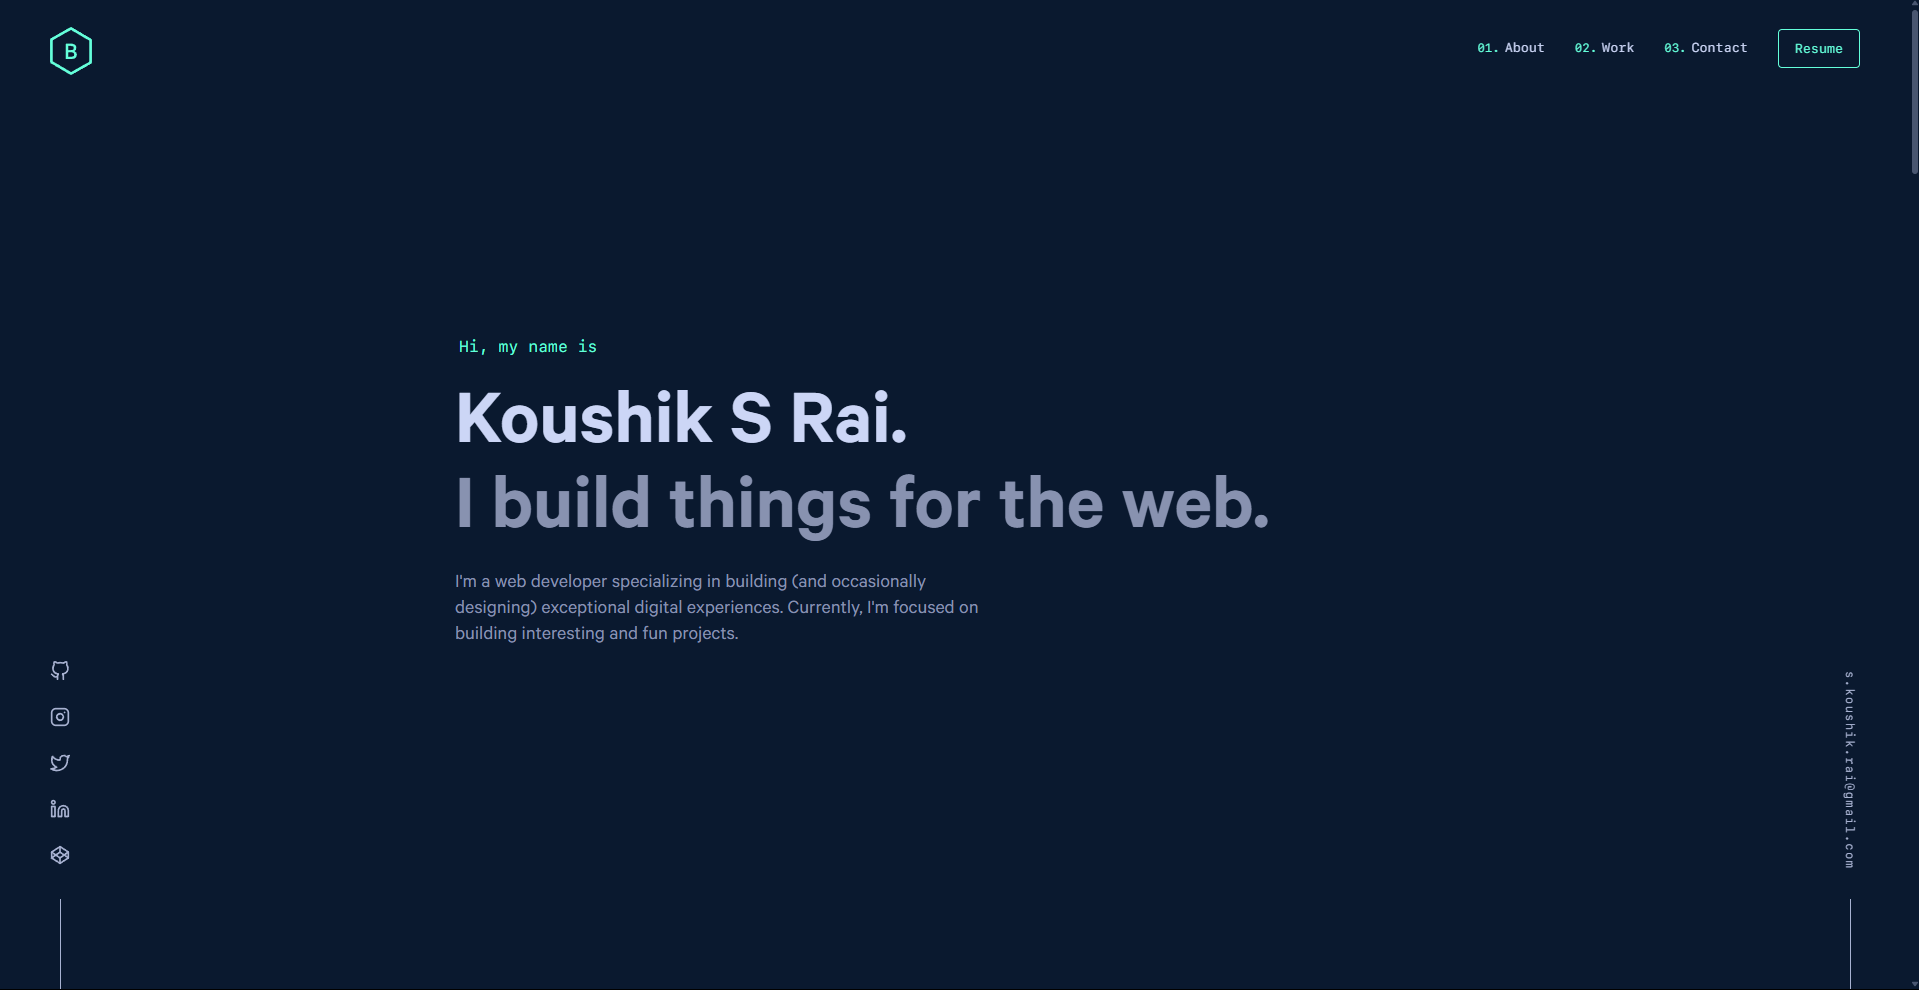 B
01. About
02. Work
03. Contact
Resume
Hi, my name is
Koushik S Rai.
I build things for the web.
I'm a web developer specializing in building (and occasionally
designing) exceptional digital experiences. Currently, I'm focused on
building interesting and fun projects.
s.koushik.rai@gmail.com